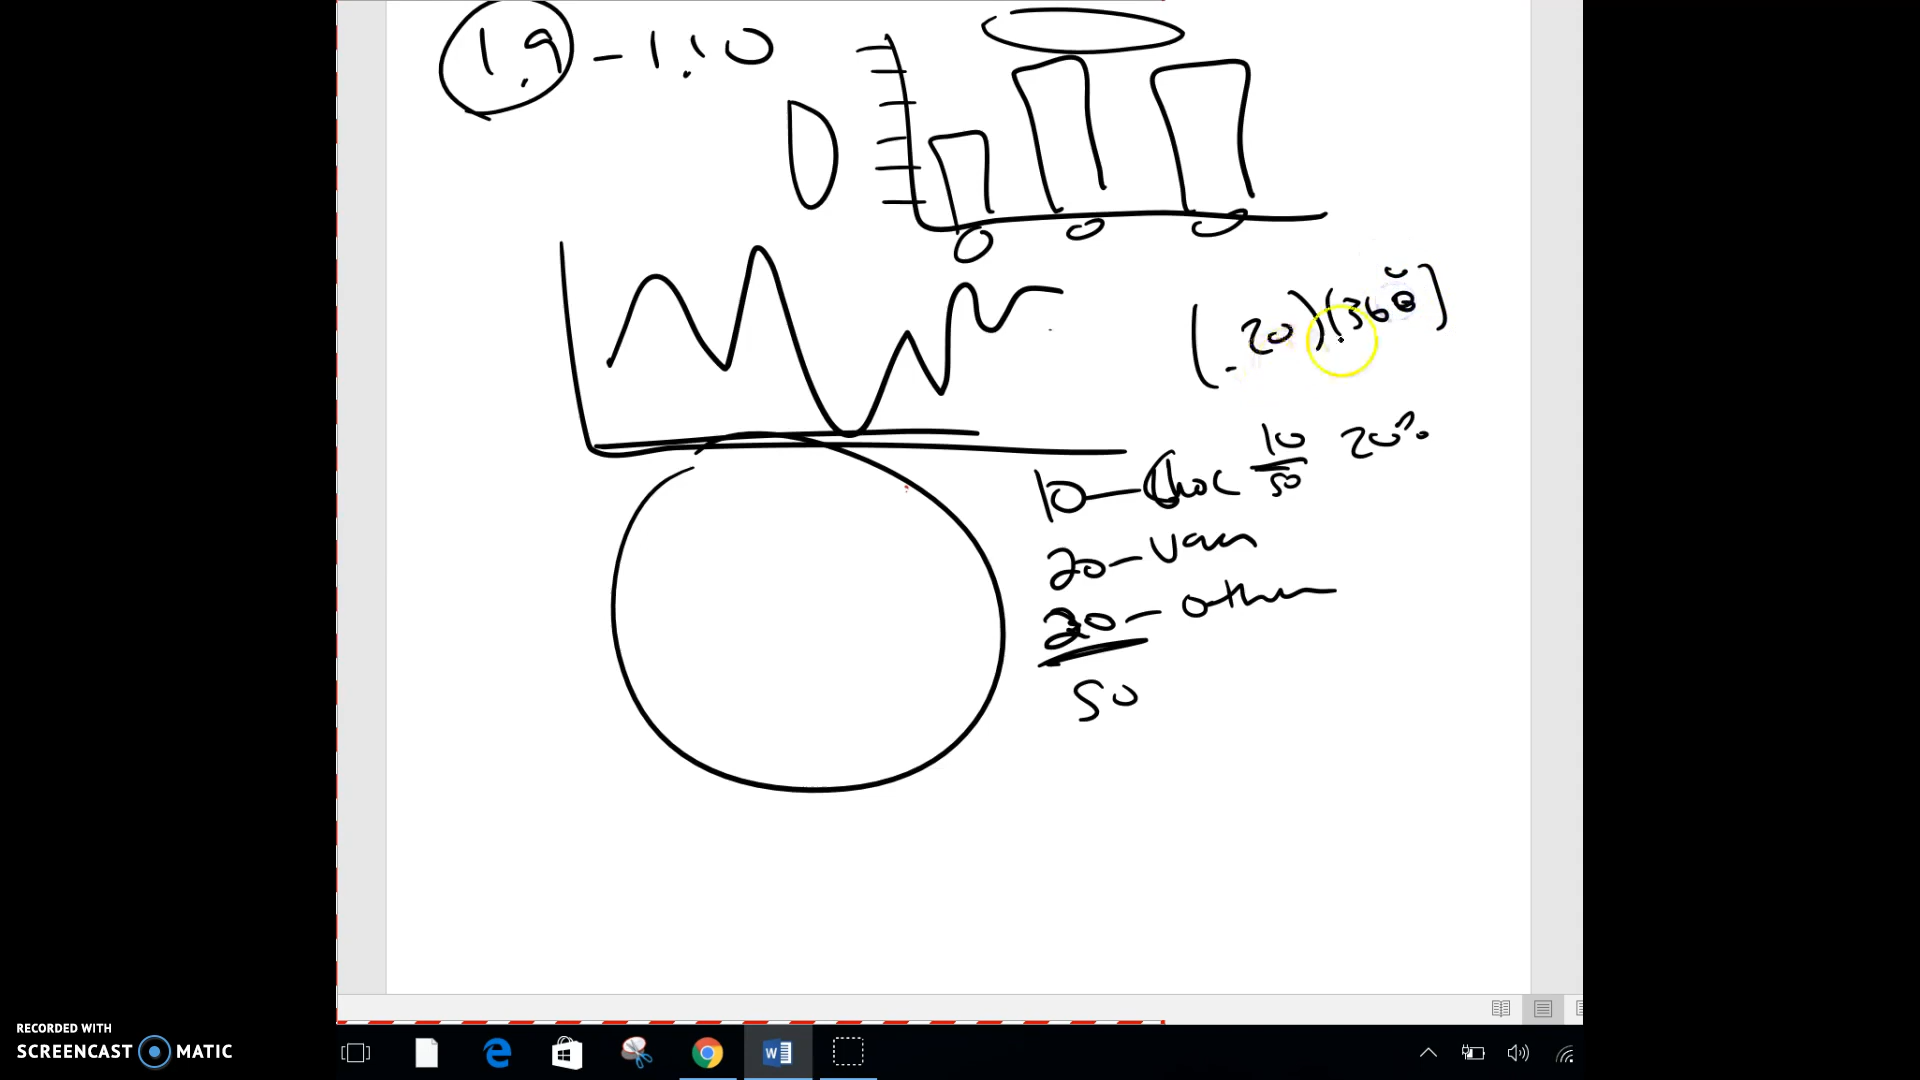 1.9 - 1.10
(.20)(360°]
10 - Choc 10/50 20%
20 - Van
20 - other
50
RECORDED WITH
SCREENCAST MATIC